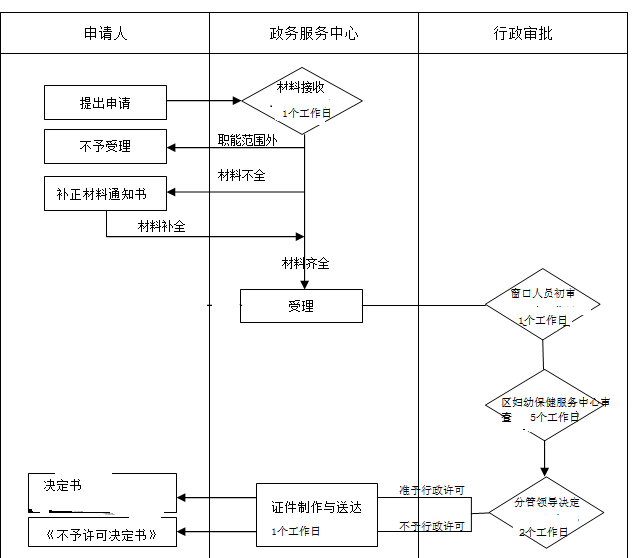 申请人
政务服务中心
行政审批
材料接收
提出申请
1个工作日
职能范围外
不予受理
材料不全
补正材料通知书
材料补全
材料齐全
窗口人员初审
受理
1个工作日
区妇幼保健服务中心审
查 5个工作日
决定书
准予行政许可
分管领导决定
证件制作与送达
不予行政许可
1个工作日
2个工作日
《不予许可决定书》